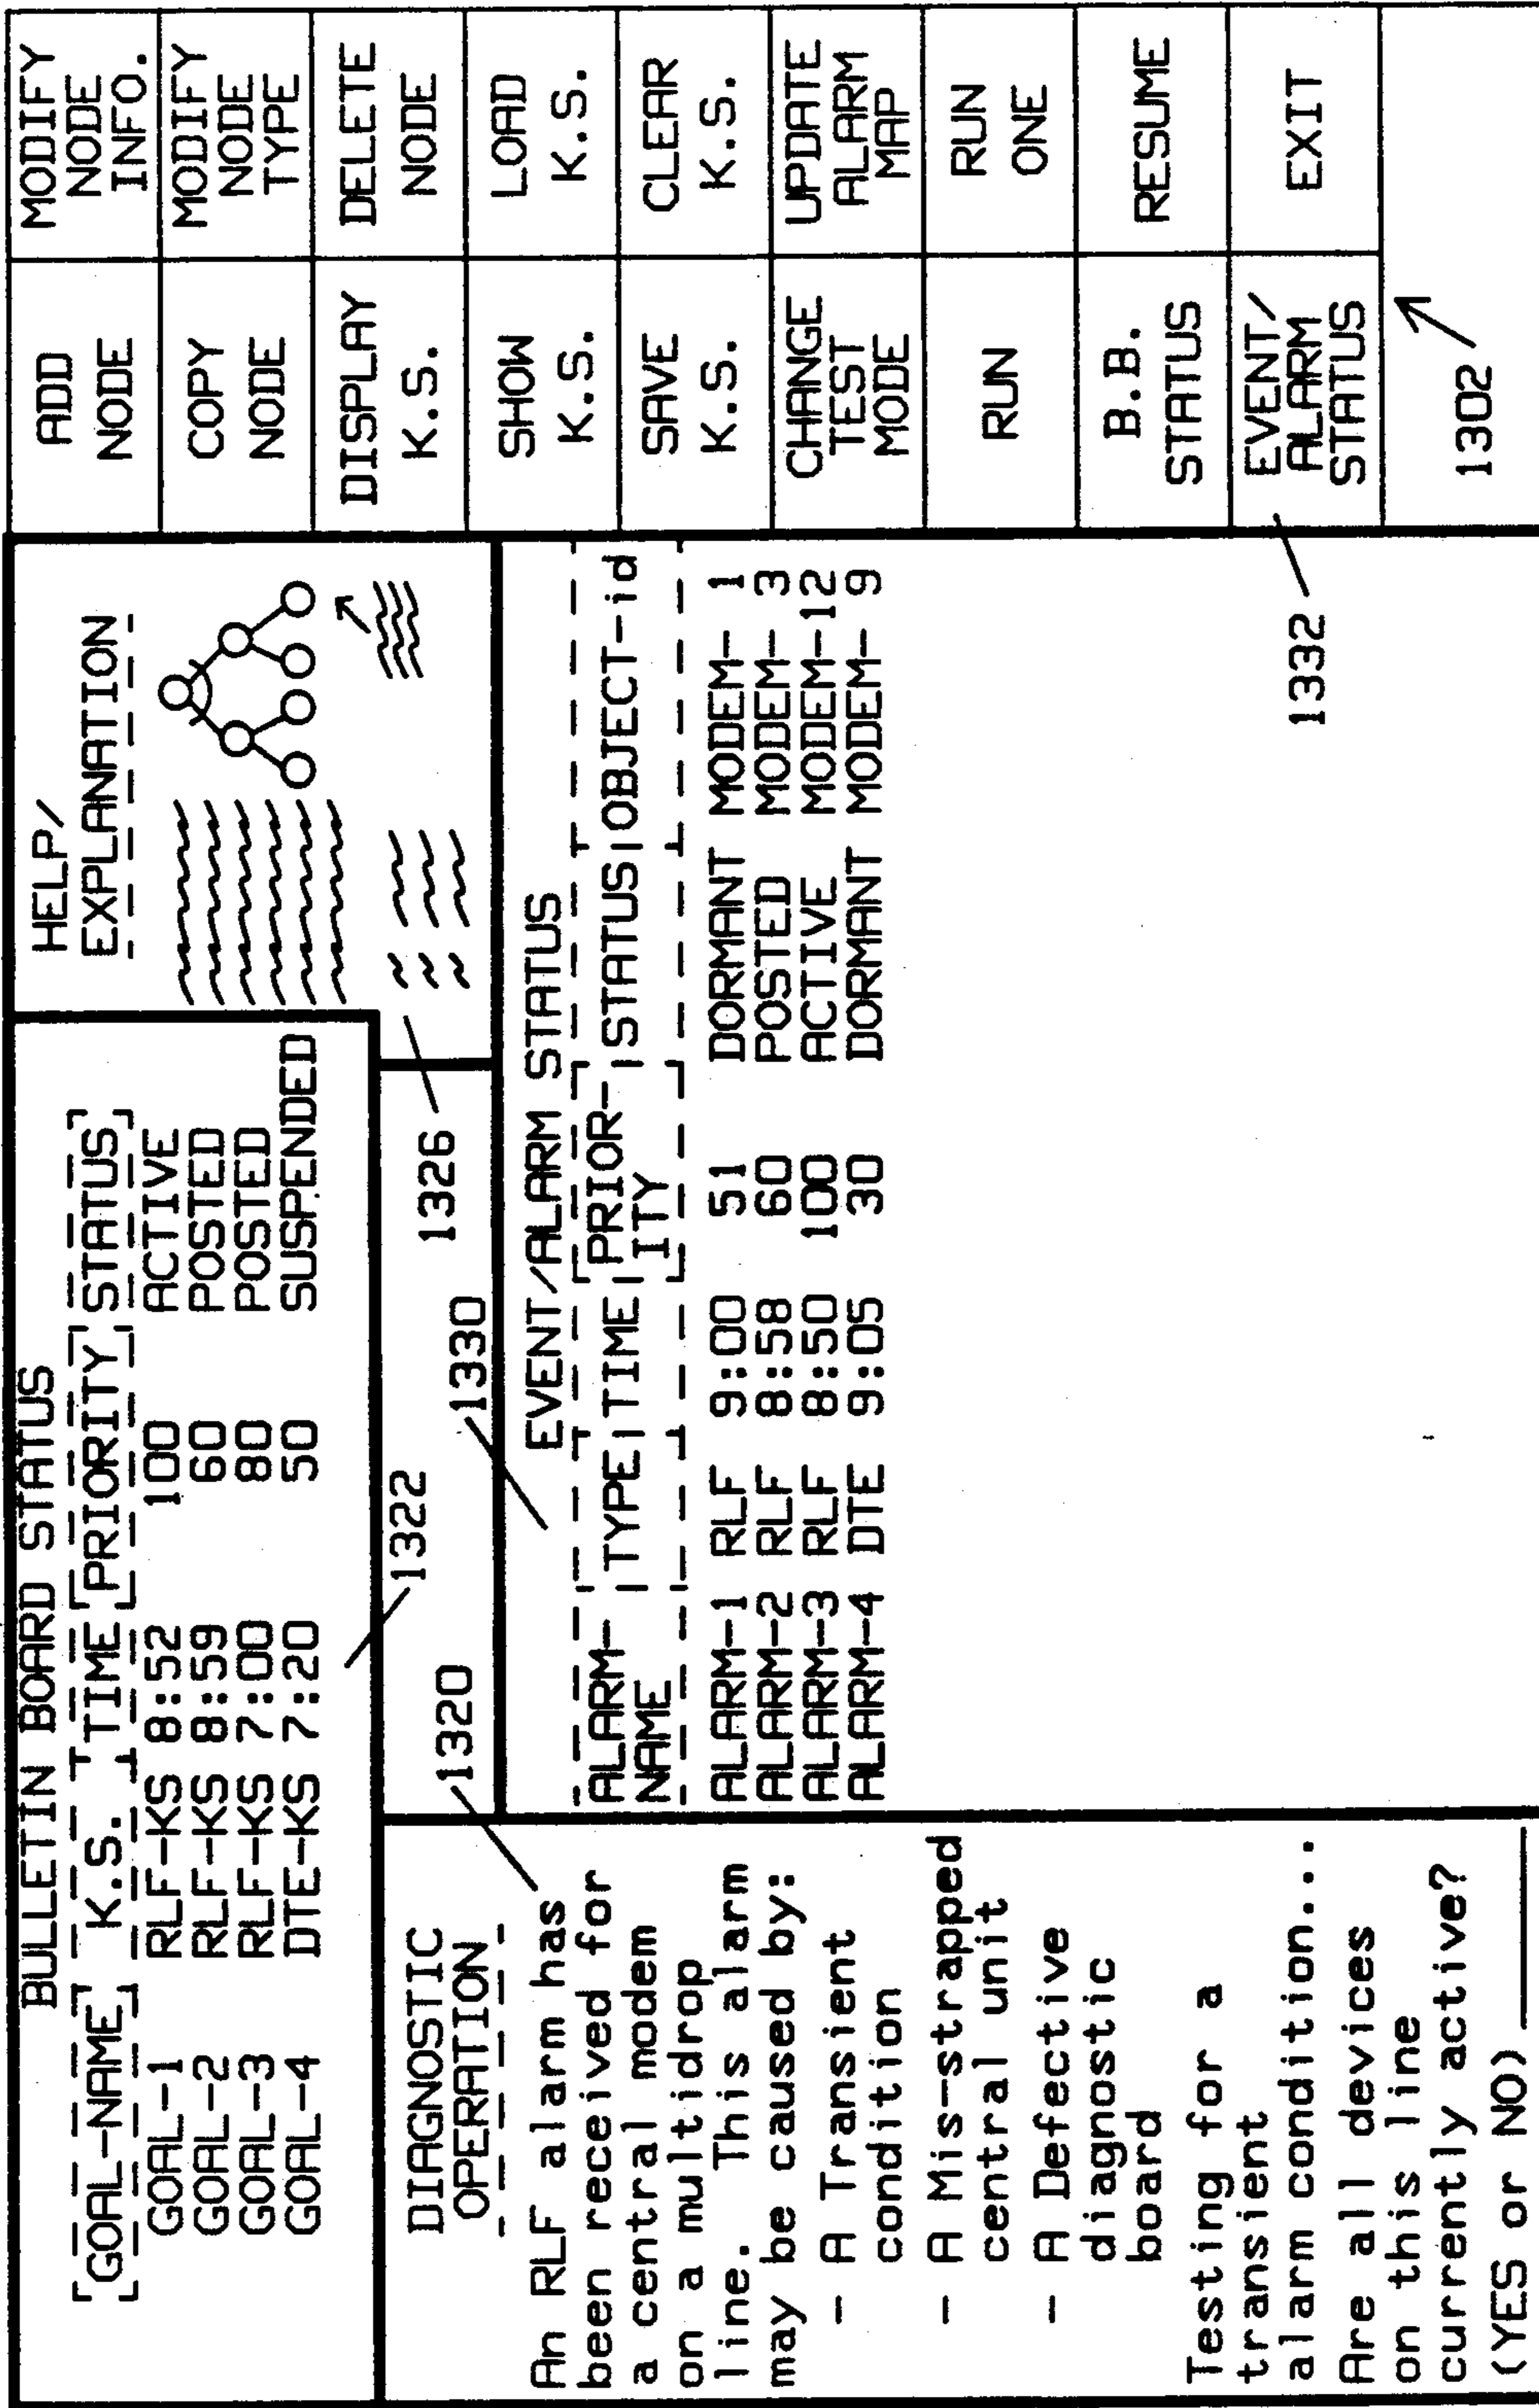 BULLETIN BOARD STATUS
GOAL-NAME K.S. TIME PRIORITY STATUS
GOAL-1 RLF-KS 8:52 100 ACTIVE
GOAL-2 RLF-KS 8:59 60 POSTED
GOAL-3 RLF-KS 7:00 80 POSTED
GOAL-4 DTE-KS 7:20 50 SUSPENDED
1322
HELP/
EXPLANATION
1326
DIAGNOSTIC
OPERATION
1320
An RLF alarm has
been received for
a central modem
on a multidrop
line. This alarm
may be caused by:
- A Transient
condition
- A Mis-strapped
central unit
- A Defective
diagnostic
board
Testing for a
transient
alarm condition...
Are all devices
on this line
currently active?
(YES or NO) ____
1330
EVENT/ALARM STATUS
ALARM- TYPE TIME PRIOR- STATUS OBJECT-id
NAME ITY
ALARM-1 RLF 9:00 51 DORMANT MODEM- 1
ALARM-2 RLF 8:58 60 POSTED MODEM- 3
ALARM-3 RLF 8:50 100 ACTIVE MODEM-12
ALARM-4 DTE 9:05 30 DORMANT MODEM- 9
1332
ADD
NODE
MODIFY
NODE
INFO.
COPY
NODE
MODIFY
NODE
TYPE
DISPLAY
K.S.
DELETE
NODE
SHOW
K.S.
LOAD
K.S.
SAVE
K.S.
CLEAR
K.S.
CHANGE
TEST
MODE
UPDATE
ALARM
MAP
RUN
RUN
ONE
B.B.
STATUS
RESUME
EVENT/
ALARM
STATUS
EXIT
1302